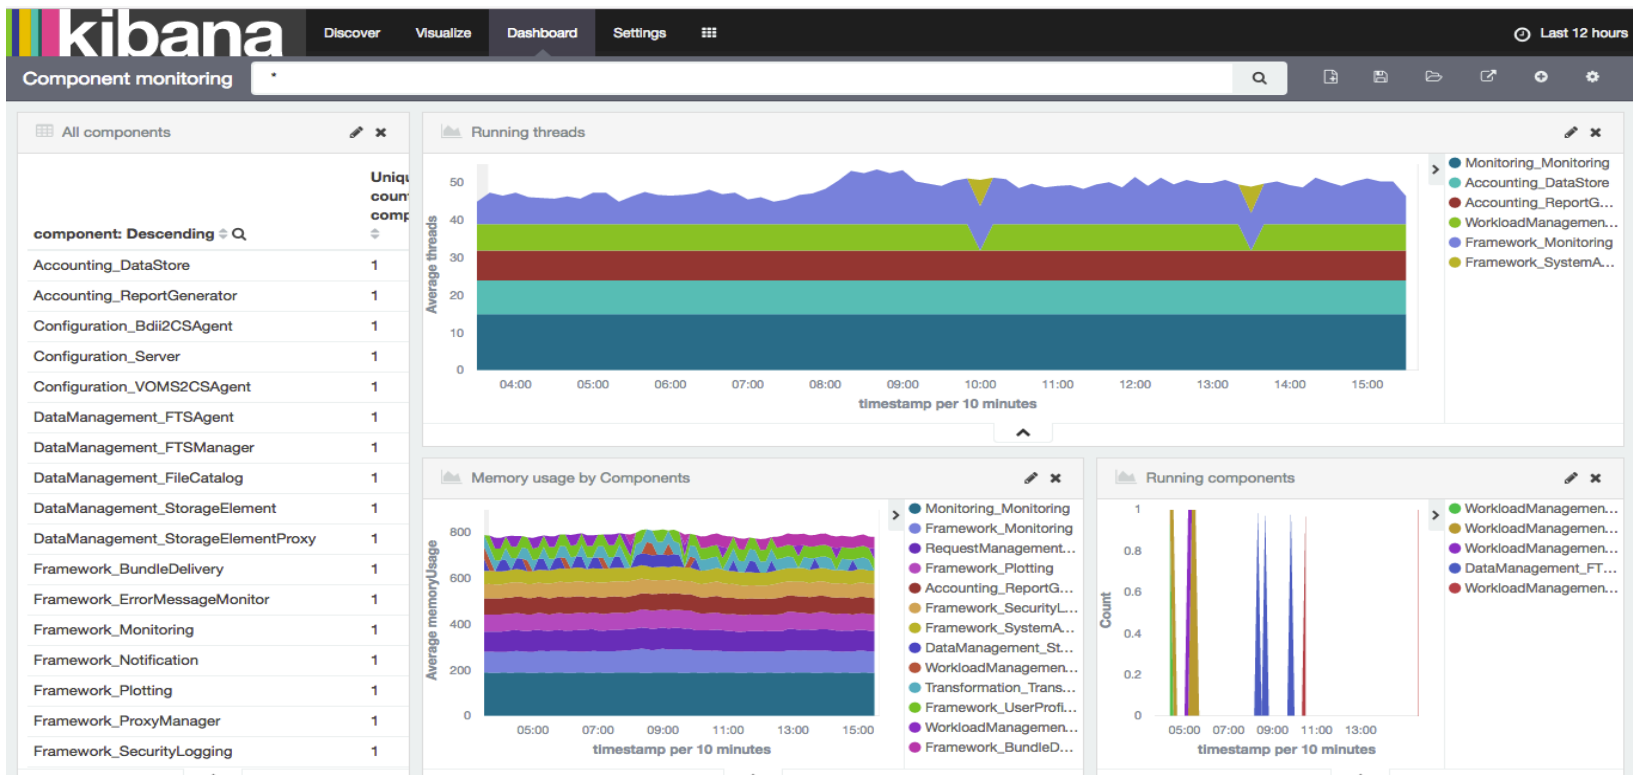 kibana
Discover Visualize Dashboard Settings Last 12 hours
Component monitoring *
All components
Uniqu
coun
comp
component: Descending
Accounting_DataStore 1
Accounting_ReportGenerator 1
Configuration_Bdii2CSAgent 1
Configuration_Server 1
Configuration_VOMS2CSAgent 1
DataManagement_FTSAgent 1
DataManagement_FTSManager 1
DataManagement_FileCatalog 1
DataManagement_StorageElement 1
DataManagement_StorageElementProxy 1
Framework_BundleDelivery 1
Framework_ErrorMessageMonitor 1
Framework_Monitoring 1
Framework_Notification 1
Framework_Plotting 1
Framework_ProxyManager 1
Framework_SecurityLogging 1
Running threads
Average threads
50
40
30
20
10
0
04:00 05:00 06:00 07:00 08:00 09:00 10:00 11:00 12:00 13:00 14:00 15:00
timestamp per 10 minutes
Monitoring_Monitoring
Accounting_DataStore
Accounting_ReportG...
WorkloadManagemen...
Framework_Monitoring
Framework_SystemA...
Memory usage by Components
Average memoryUsage
800
600
400
200
0
05:00 07:00 09:00 11:00 13:00 15:00
timestamp per 10 minutes
Monitoring_Monitoring
Framework_Monitoring
RequestManagement...
Framework_Plotting
Accounting_ReportG...
Framework_SecurityL...
Framework_SystemA...
DataManagement_St...
WorkloadManagemen...
Transformation_Trans...
Framework_UserProfi...
WorkloadManagemen...
Framework_BundleD...
Running components
Count
1
0.8
0.6
0.4
0.2
0
05:00 07:00 09:00 11:00 13:00
timestamp per 10 minutes
WorkloadManagemen...
WorkloadManagemen...
WorkloadManagemen...
DataManagement_FT...
WorkloadManagemen...